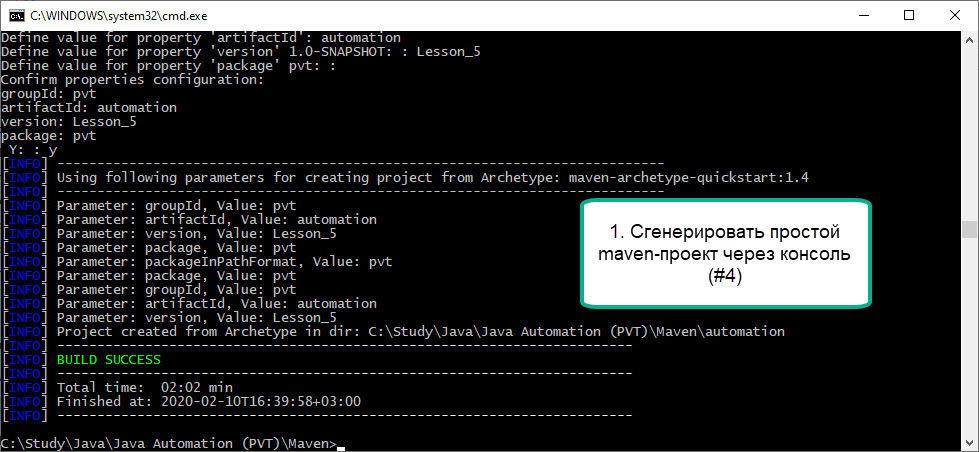 C:\WINDOWS\system32\cmd.exe
Define value for property 'artifactId': automation
Define value for property 'version' 1.0-SNAPSHOT: : Lesson_5
Define value for property 'package' pvt: :
Confirm properties configuration:
groupId: pvt
artifactId: automation
version: Lesson_5
package: pvt
 Y: : y
[INFO] ----------------------------------------------------------------------------
[INFO] Using following parameters for creating project from Archetype: maven-archetype-quickstart:1.4
[INFO] ----------------------------------------------------------------------------
[INFO] Parameter: groupId, Value: pvt
[INFO] Parameter: artifactId, Value: automation
[INFO] Parameter: version, Value: Lesson_5
[INFO] Parameter: package, Value: pvt
[INFO] Parameter: packageInPathFormat, Value: pvt
[INFO] Parameter: package, Value: pvt
[INFO] Parameter: groupId, Value: pvt
[INFO] Parameter: artifactId, Value: automation
[INFO] Parameter: version, Value: Lesson_5
[INFO] Project created from Archetype in dir: C:\Study\Java\Java Automation (PVT)\Maven\automation
[INFO] ------------------------------------------------------------------------
[INFO] BUILD SUCCESS
[INFO] ------------------------------------------------------------------------
[INFO] Total time:  02:02 min
[INFO] Finished at: 2020-02-10T16:39:58+03:00
[INFO] ------------------------------------------------------------------------
C:\Study\Java\Java Automation (PVT)\Maven>
1. Сгенерировать простой
maven-проект через консоль
(#4)